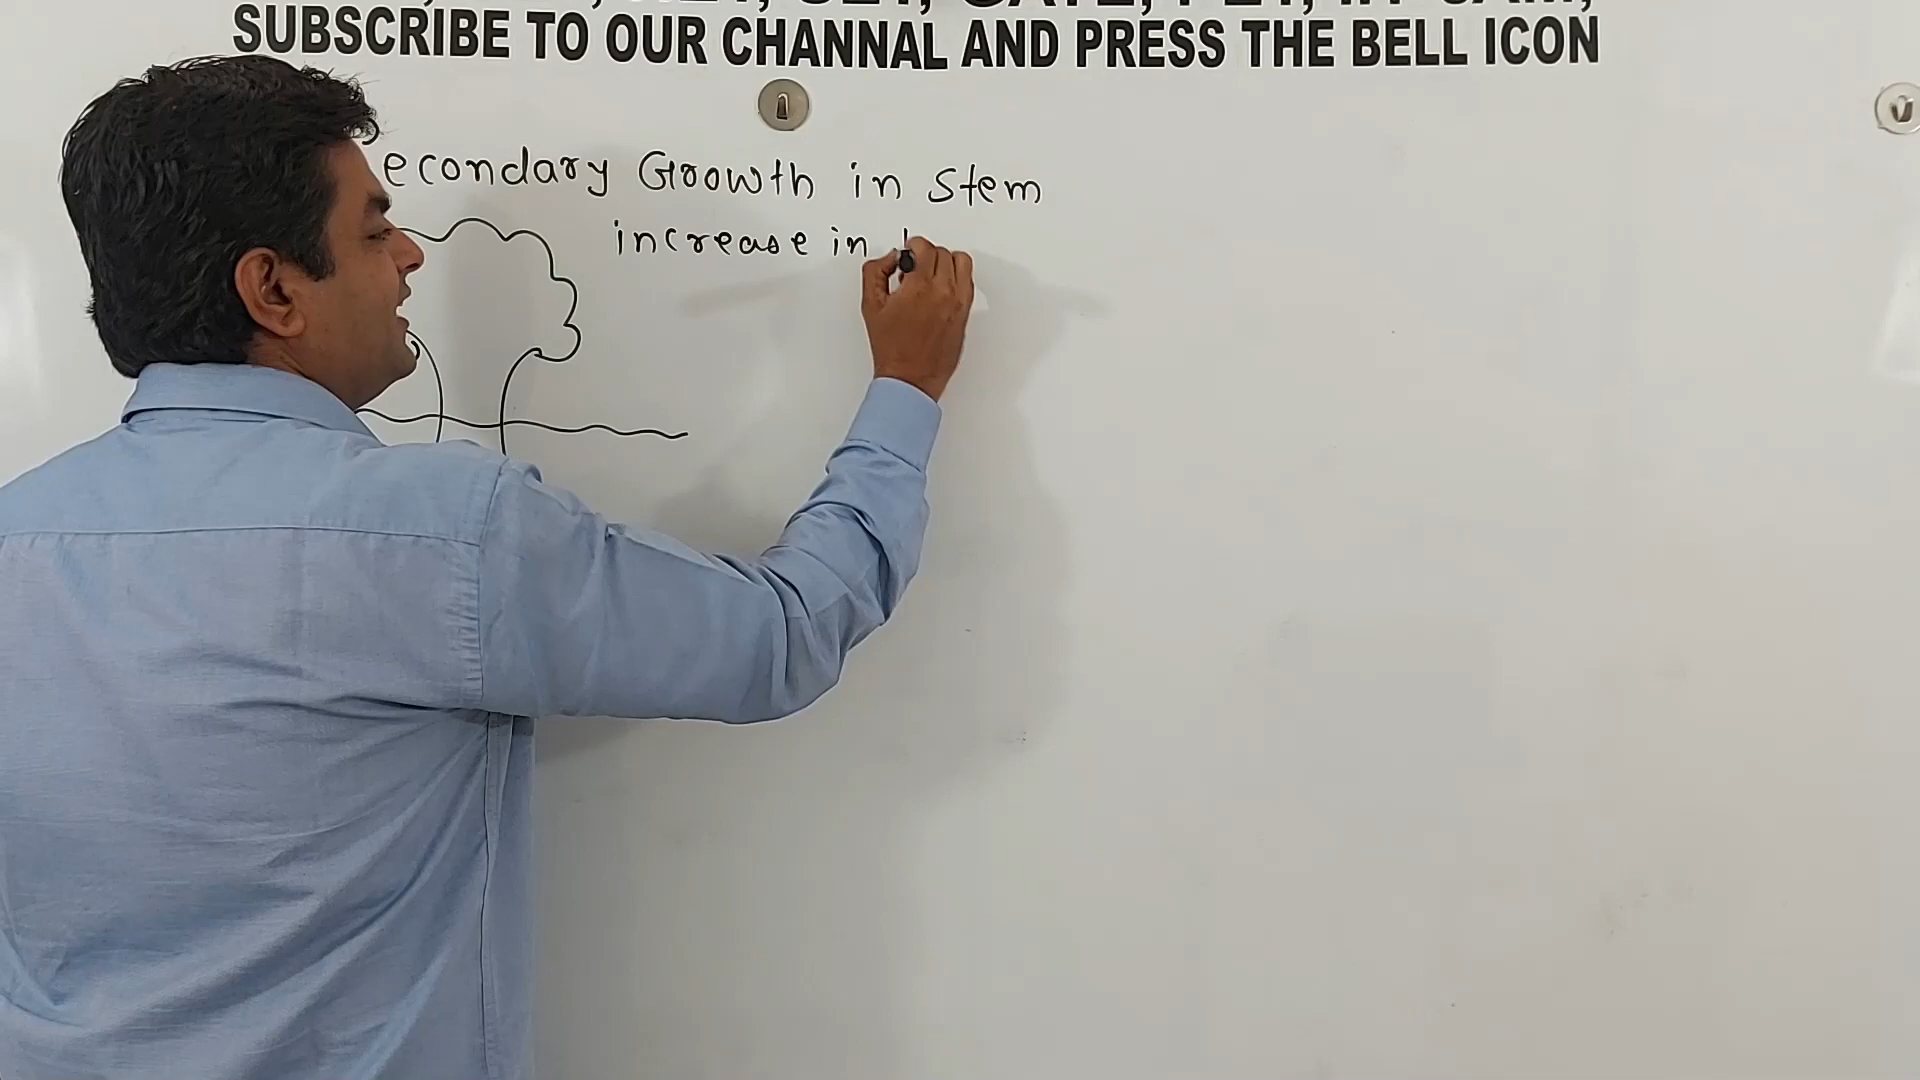 SUBSCRIBE TO OUR CHANNAL AND PRESS THE BELL ICON
econdary Growth in Stem
increase in